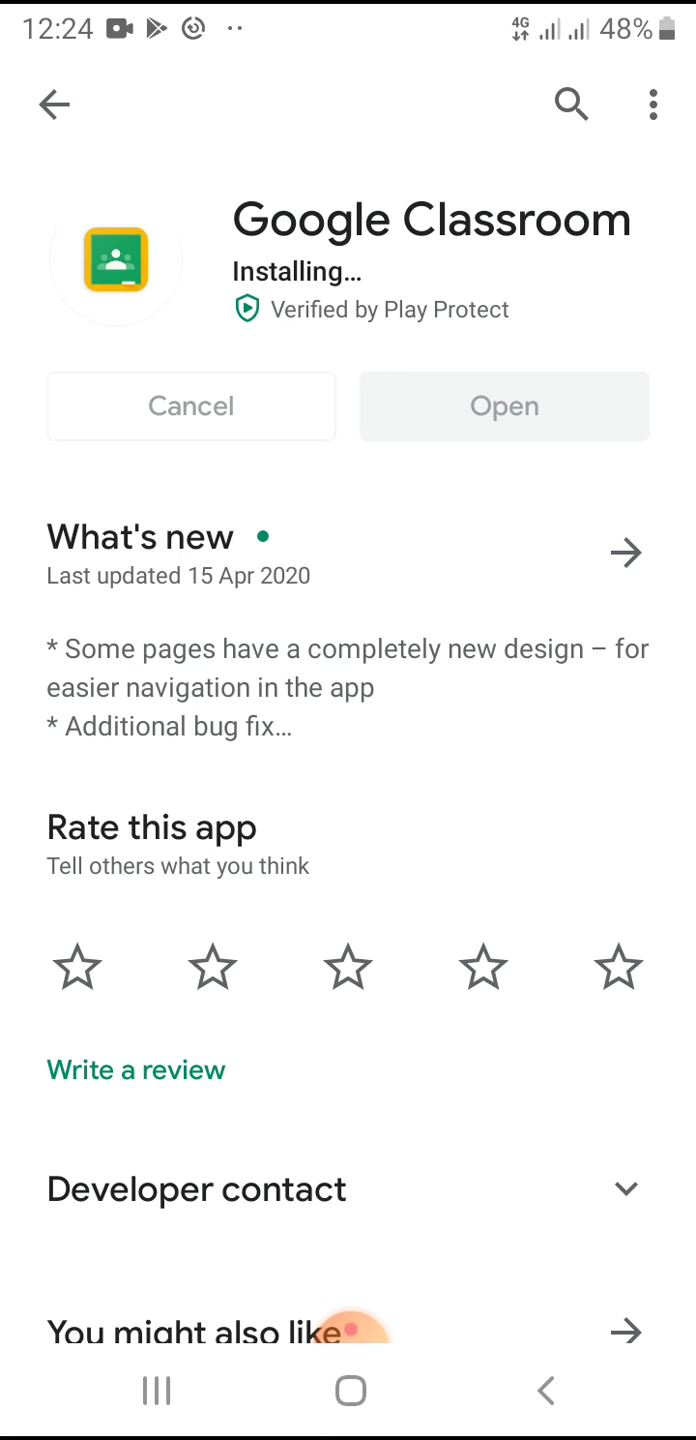 12:24 4G 48%
Google Classroom
Installing...
Verified by Play Protect
Cancel Open
What's new
Last updated 15 Apr 2020
* Some pages have a completely new design – for
easier navigation in the app
* Additional bug fix...
Rate this app
Tell others what you think
Write a review
Developer contact
You might also like